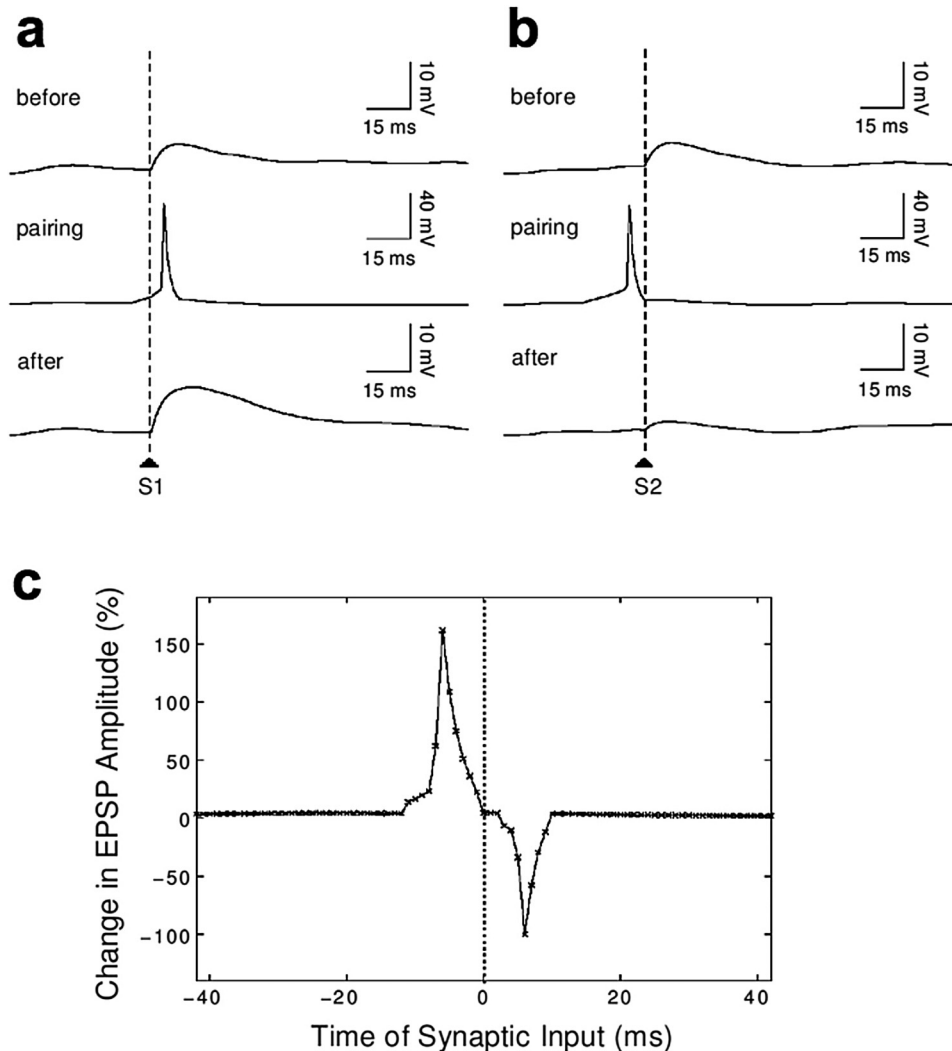 a
before
10 mV
15 ms
pairing
40 mV
15 ms
after
10 mV
15 ms
S1
b
before
10 mV
15 ms
pairing
40 mV
15 ms
after
10 mV
15 ms
S2
c
Change in EPSP Amplitude (%)
150
100
50
0
−50
−100
−40
−20
0
20
40
Time of Synaptic Input (ms)